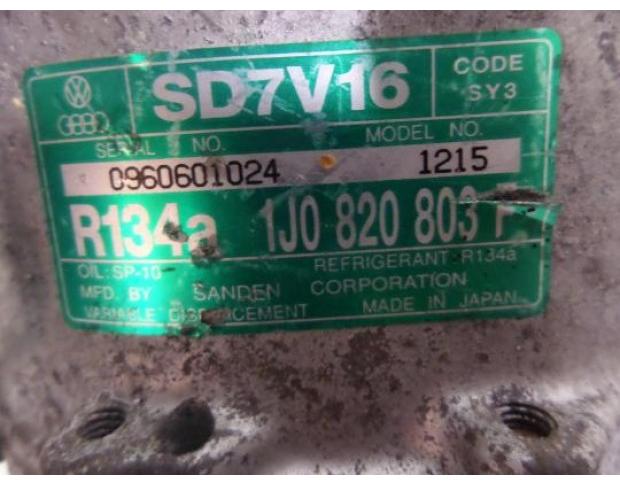 SD7V16
CODE
SY3
SERIAL NO.
MODEL NO.
0960601024
1215
R134a 1J0 820 803 F
OIL: SP-10
REFRIGERANT: R134a
MFD. BY SANDEN CORPORATION
VARIABLE DISPLACEMENT MADE IN JAPAN